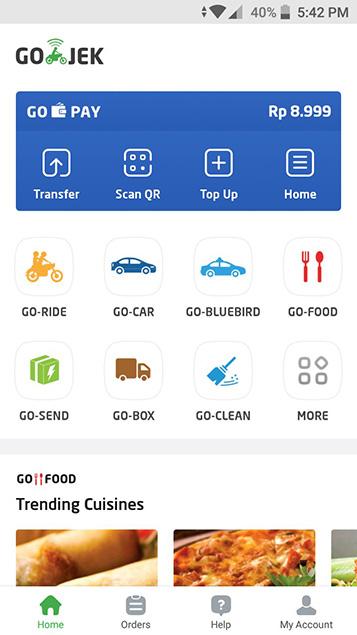 40% 5:42 PM
GO JEK
GO PAY Rp 8.999
Transfer Scan QR Top Up Home
GO-RIDE GO-CAR GO-BLUEBIRD GO-FOOD
GO-SEND GO-BOX GO-CLEAN MORE
GO FOOD
Trending Cuisines
Home Orders Help My Account